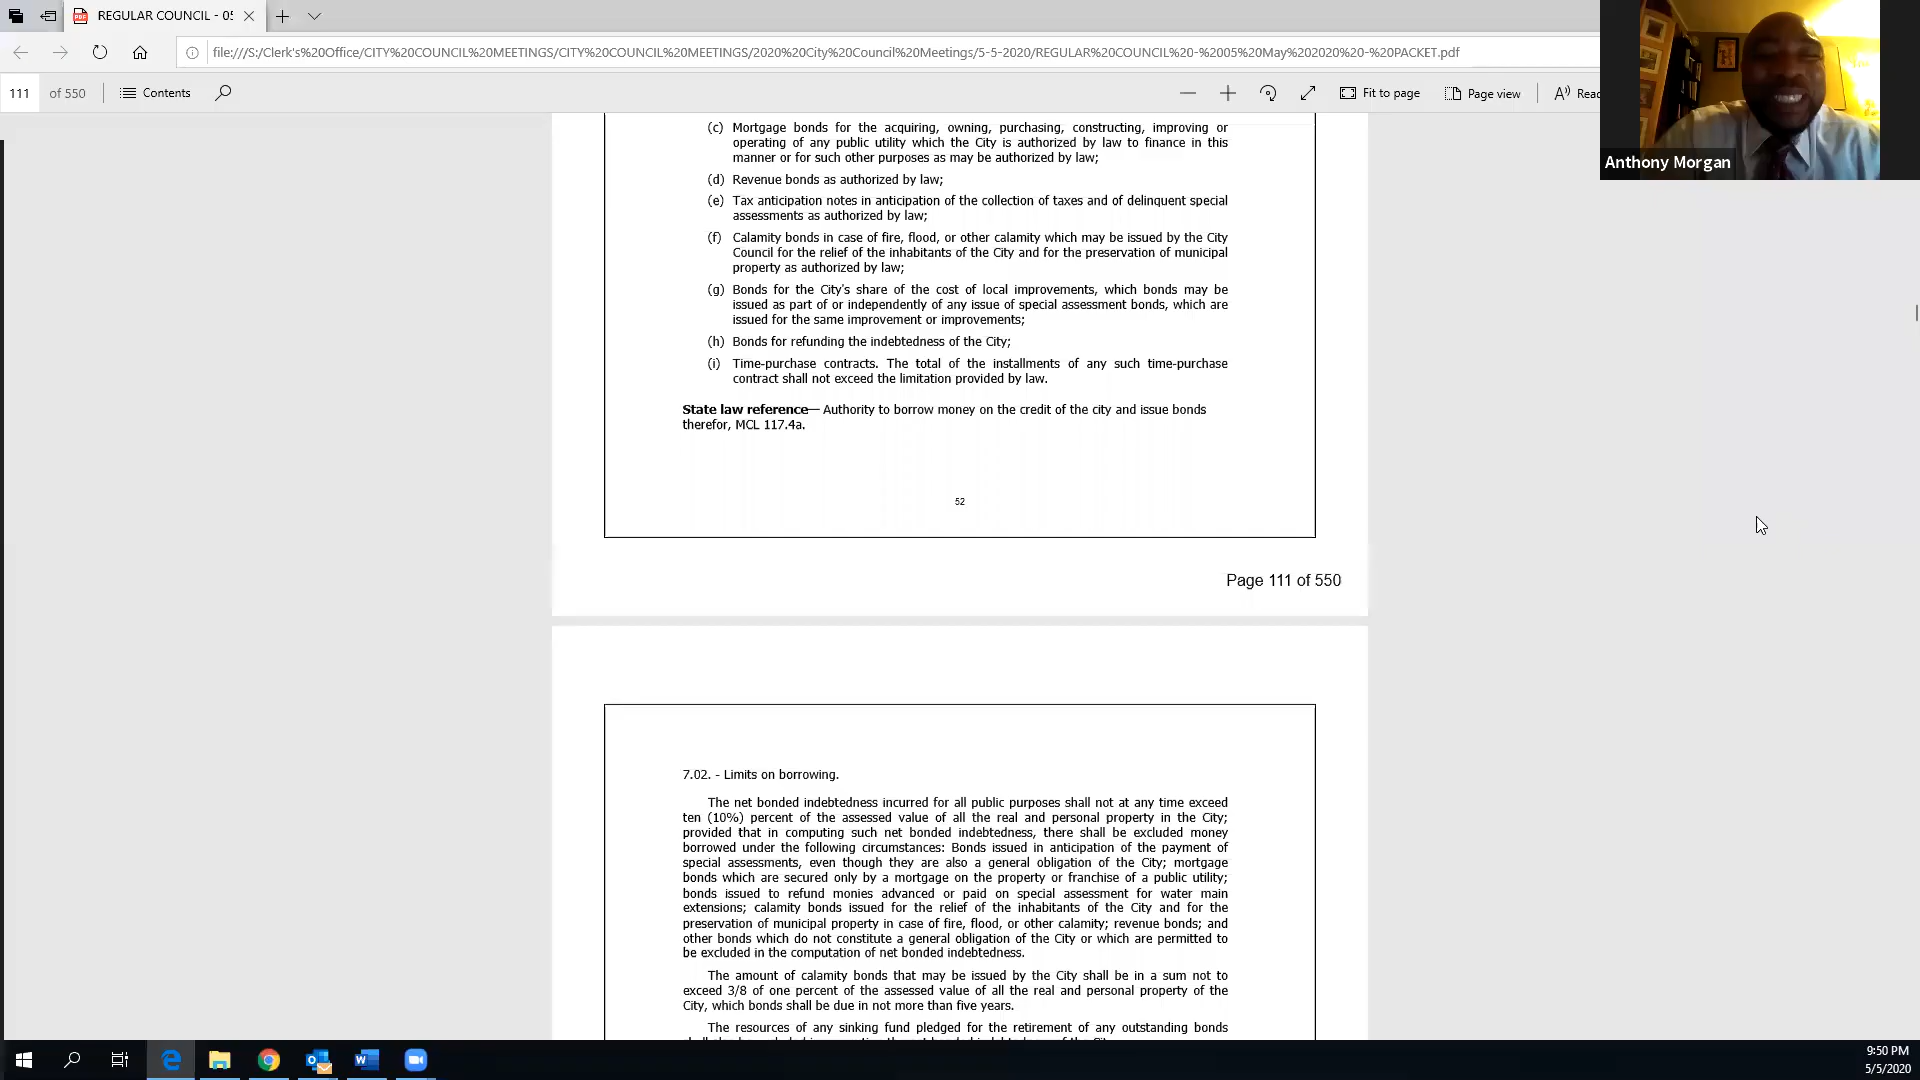 REGULAR COUNCIL - 05
file:///S:/Clerk's%20Office/CITY%20COUNCIL%20MEETINGS/CITY%20COUNCIL%20MEETINGS/2020%20City%20Council%20Meetings/5-5-2020/REGULAR%20COUNCIL%20-%2005%20May%202020%20-%20PACKET.pdf
111 of 550 Contents Fit to page Page view Read
Anthony Morgan
(c) Mortgage bonds for the acquiring, owning, purchasing, constructing, improving or
operating of any public utility which the City is authorized by law to finance in this
manner or for such other purposes as may be authorized by law;
(d) Revenue bonds as authorized by law;
(e) Tax anticipation notes in anticipation of the collection of taxes and of delinquent special
assessments as authorized by law;
(f) Calamity bonds in case of fire, flood, or other calamity which may be issued by the City
Council for the relief of the inhabitants of the City and for the preservation of municipal
property as authorized by law;
(g) Bonds for the City's share of the cost of local improvements, which bonds may be
issued as part of or independently of any issue of special assessment bonds, which are
issued for the same improvement or improvements;
(h) Bonds for refunding the indebtedness of the City;
(i) Time-purchase contracts. The total of the installments of any such time-purchase
contract shall not exceed the limitation provided by law.
State law reference— Authority to borrow money on the credit of the city and issue bonds
therefor, MCL 117.4a.
52
Page 111 of 550
7.02. - Limits on borrowing.
The net bonded indebtedness incurred for all public purposes shall not at any time exceed
ten (10%) percent of the assessed value of all the real and personal property in the City;
provided that in computing such net bonded indebtedness, there shall be excluded money
borrowed under the following circumstances: Bonds issued in anticipation of the payment of
special assessments, even though they are also a general obligation of the City; mortgage
bonds which are secured only by a mortgage on the property or franchise of a public utility;
bonds issued to refund monies advanced or paid on special assessment for water main
extensions; calamity bonds issued for the relief of the inhabitants of the City and for the
preservation of municipal property in case of fire, flood, or other calamity; revenue bonds; and
other bonds which do not constitute a general obligation of the City or which are permitted to
be excluded in the computation of net bonded indebtedness.
The amount of calamity bonds that may be issued by the City shall be in a sum not to
exceed 3/8 of one percent of the assessed value of all the real and personal property of the
City, which bonds shall be due in not more than five years.
The resources of any sinking fund pledged for the retirement of any outstanding bonds
9:50 PM
5/5/2020